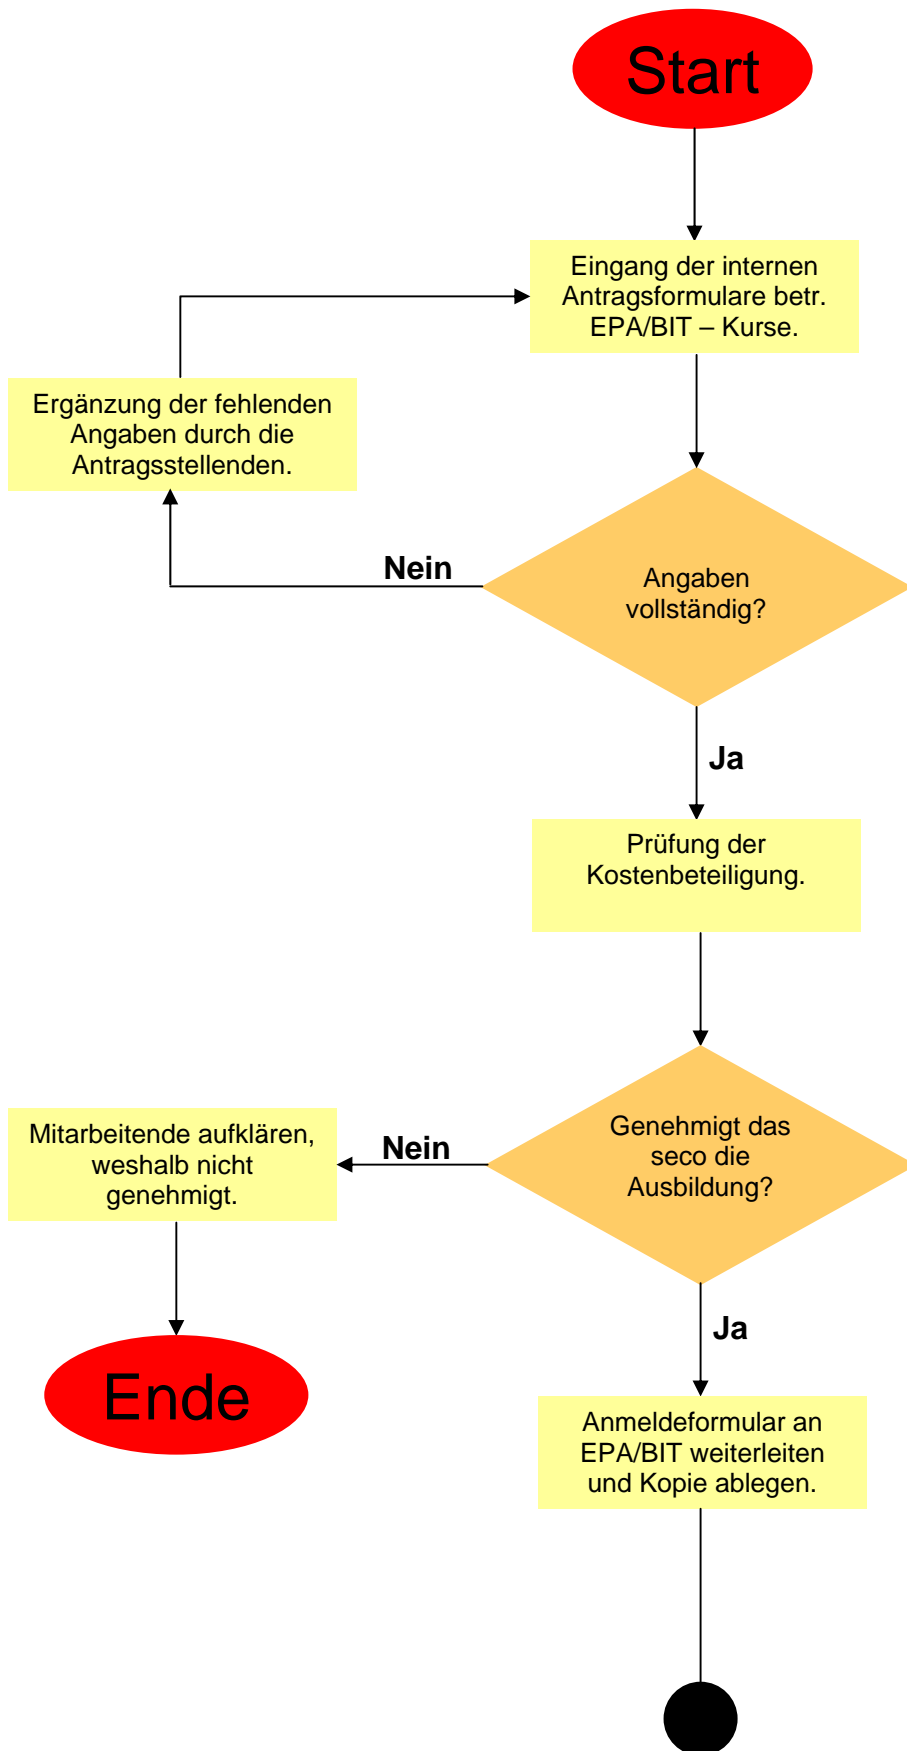 Start
Eingang der internen
Antragsformulare betr.
EPA/BIT – Kurse.
Ergänzung der fehlenden
Angaben durch die
Antragsstellenden.
Nein
Angaben
vollständig?
Ja
Prüfung der
Kostenbeteiligung.
Genehmigt das
seco die
Ausbildung?
Nein
Mitarbeitende aufklären,
weshalb nicht
genehmigt.
Ja
Ende
Anmeldeformular an
EPA/BIT weiterleiten
und Kopie ablegen.